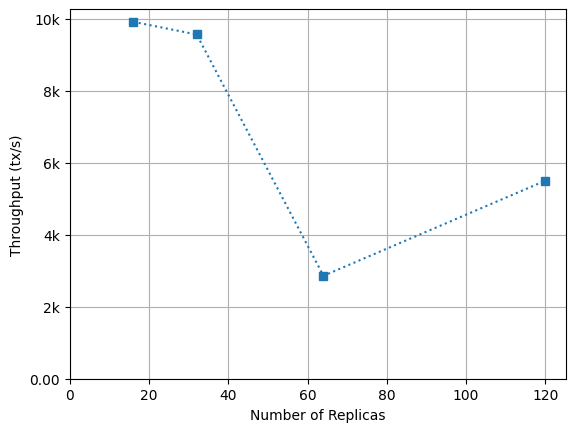 10k
8k
6k
4k
2k
0.00
Throughput (tx/s)
0 20 40 60 80 100 120
Number of Replicas